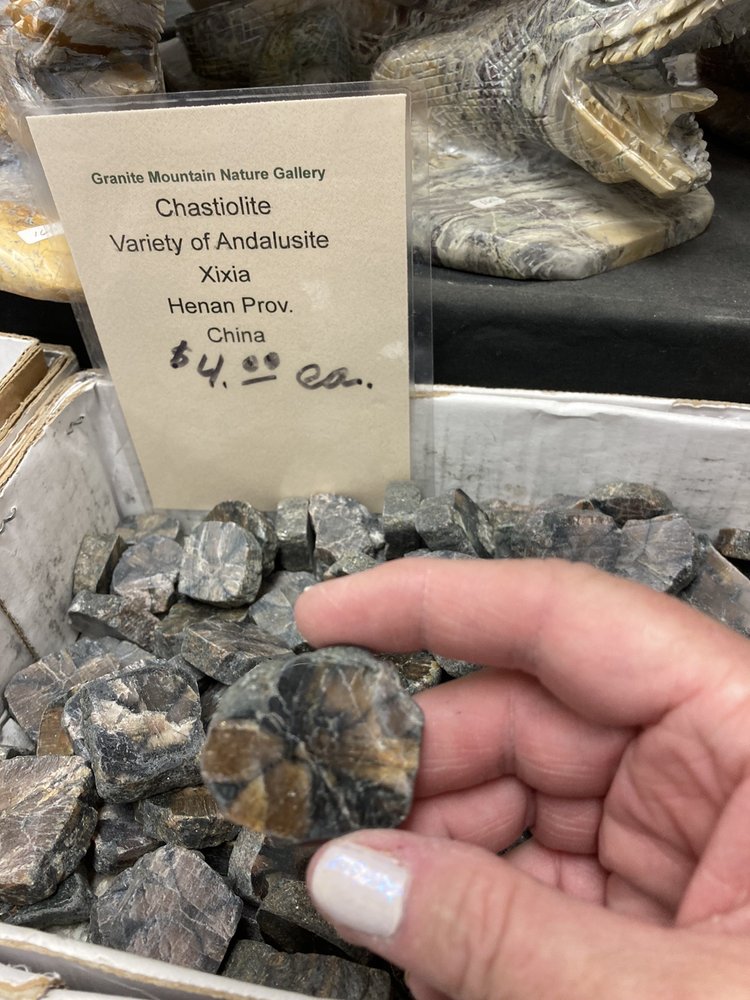 Granite Mountain Nature Gallery
Chastiolite
Variety of Andalusite
Xixia
Henan Prov.
China
$4.00 ea.